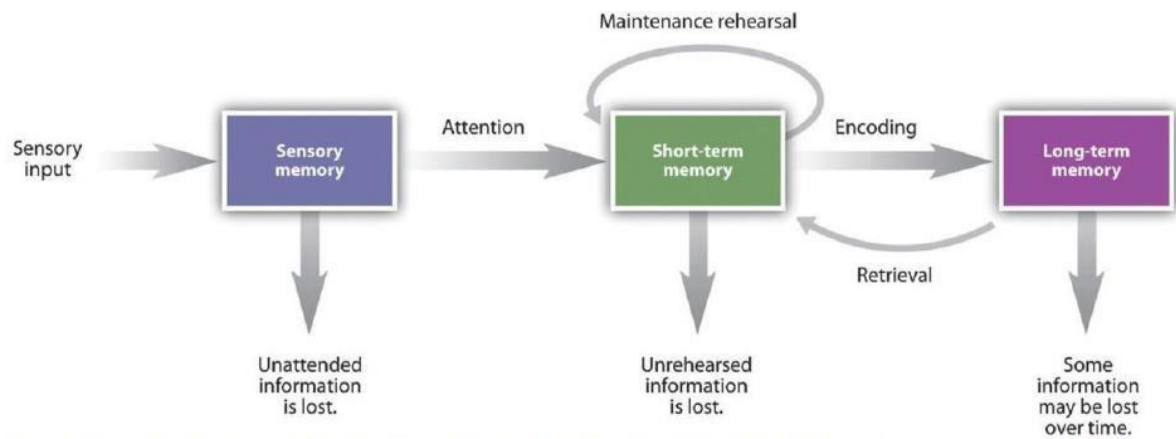 Maintenance rehearsal
Sensory
input
Sensory
memory
Attention
Short-term
memory
Encoding
Long-term
memory
Retrieval
Unattended
information
is lost.
Unrehearsed
information
is lost.
Some
information
may be lost
over time.